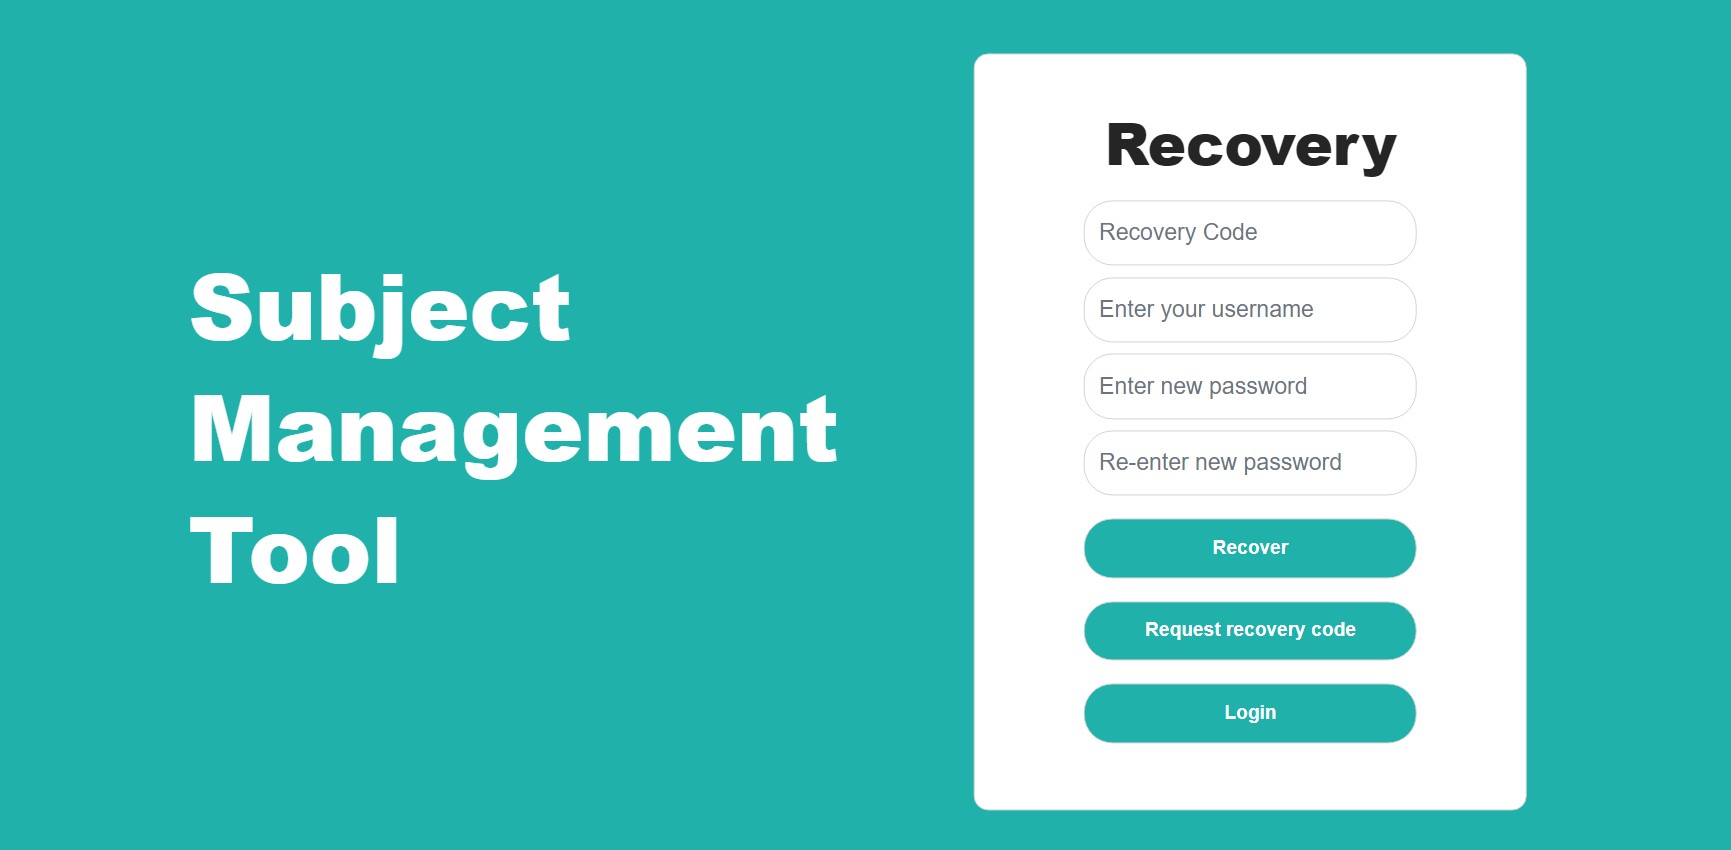 Subject
Management
Tool
Recovery
Recovery Code
Enter your username
Enter new password
Re-enter new password
Recover
Request recovery code
Login